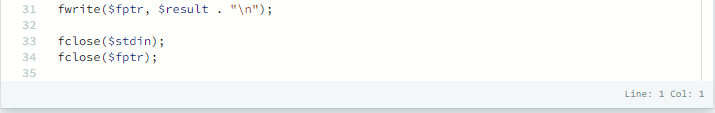 31 fwrite($fptr, $result . "\n");
32
33 fclose($stdin);
34 fclose($fptr);
35
Line: 1 Col: 1